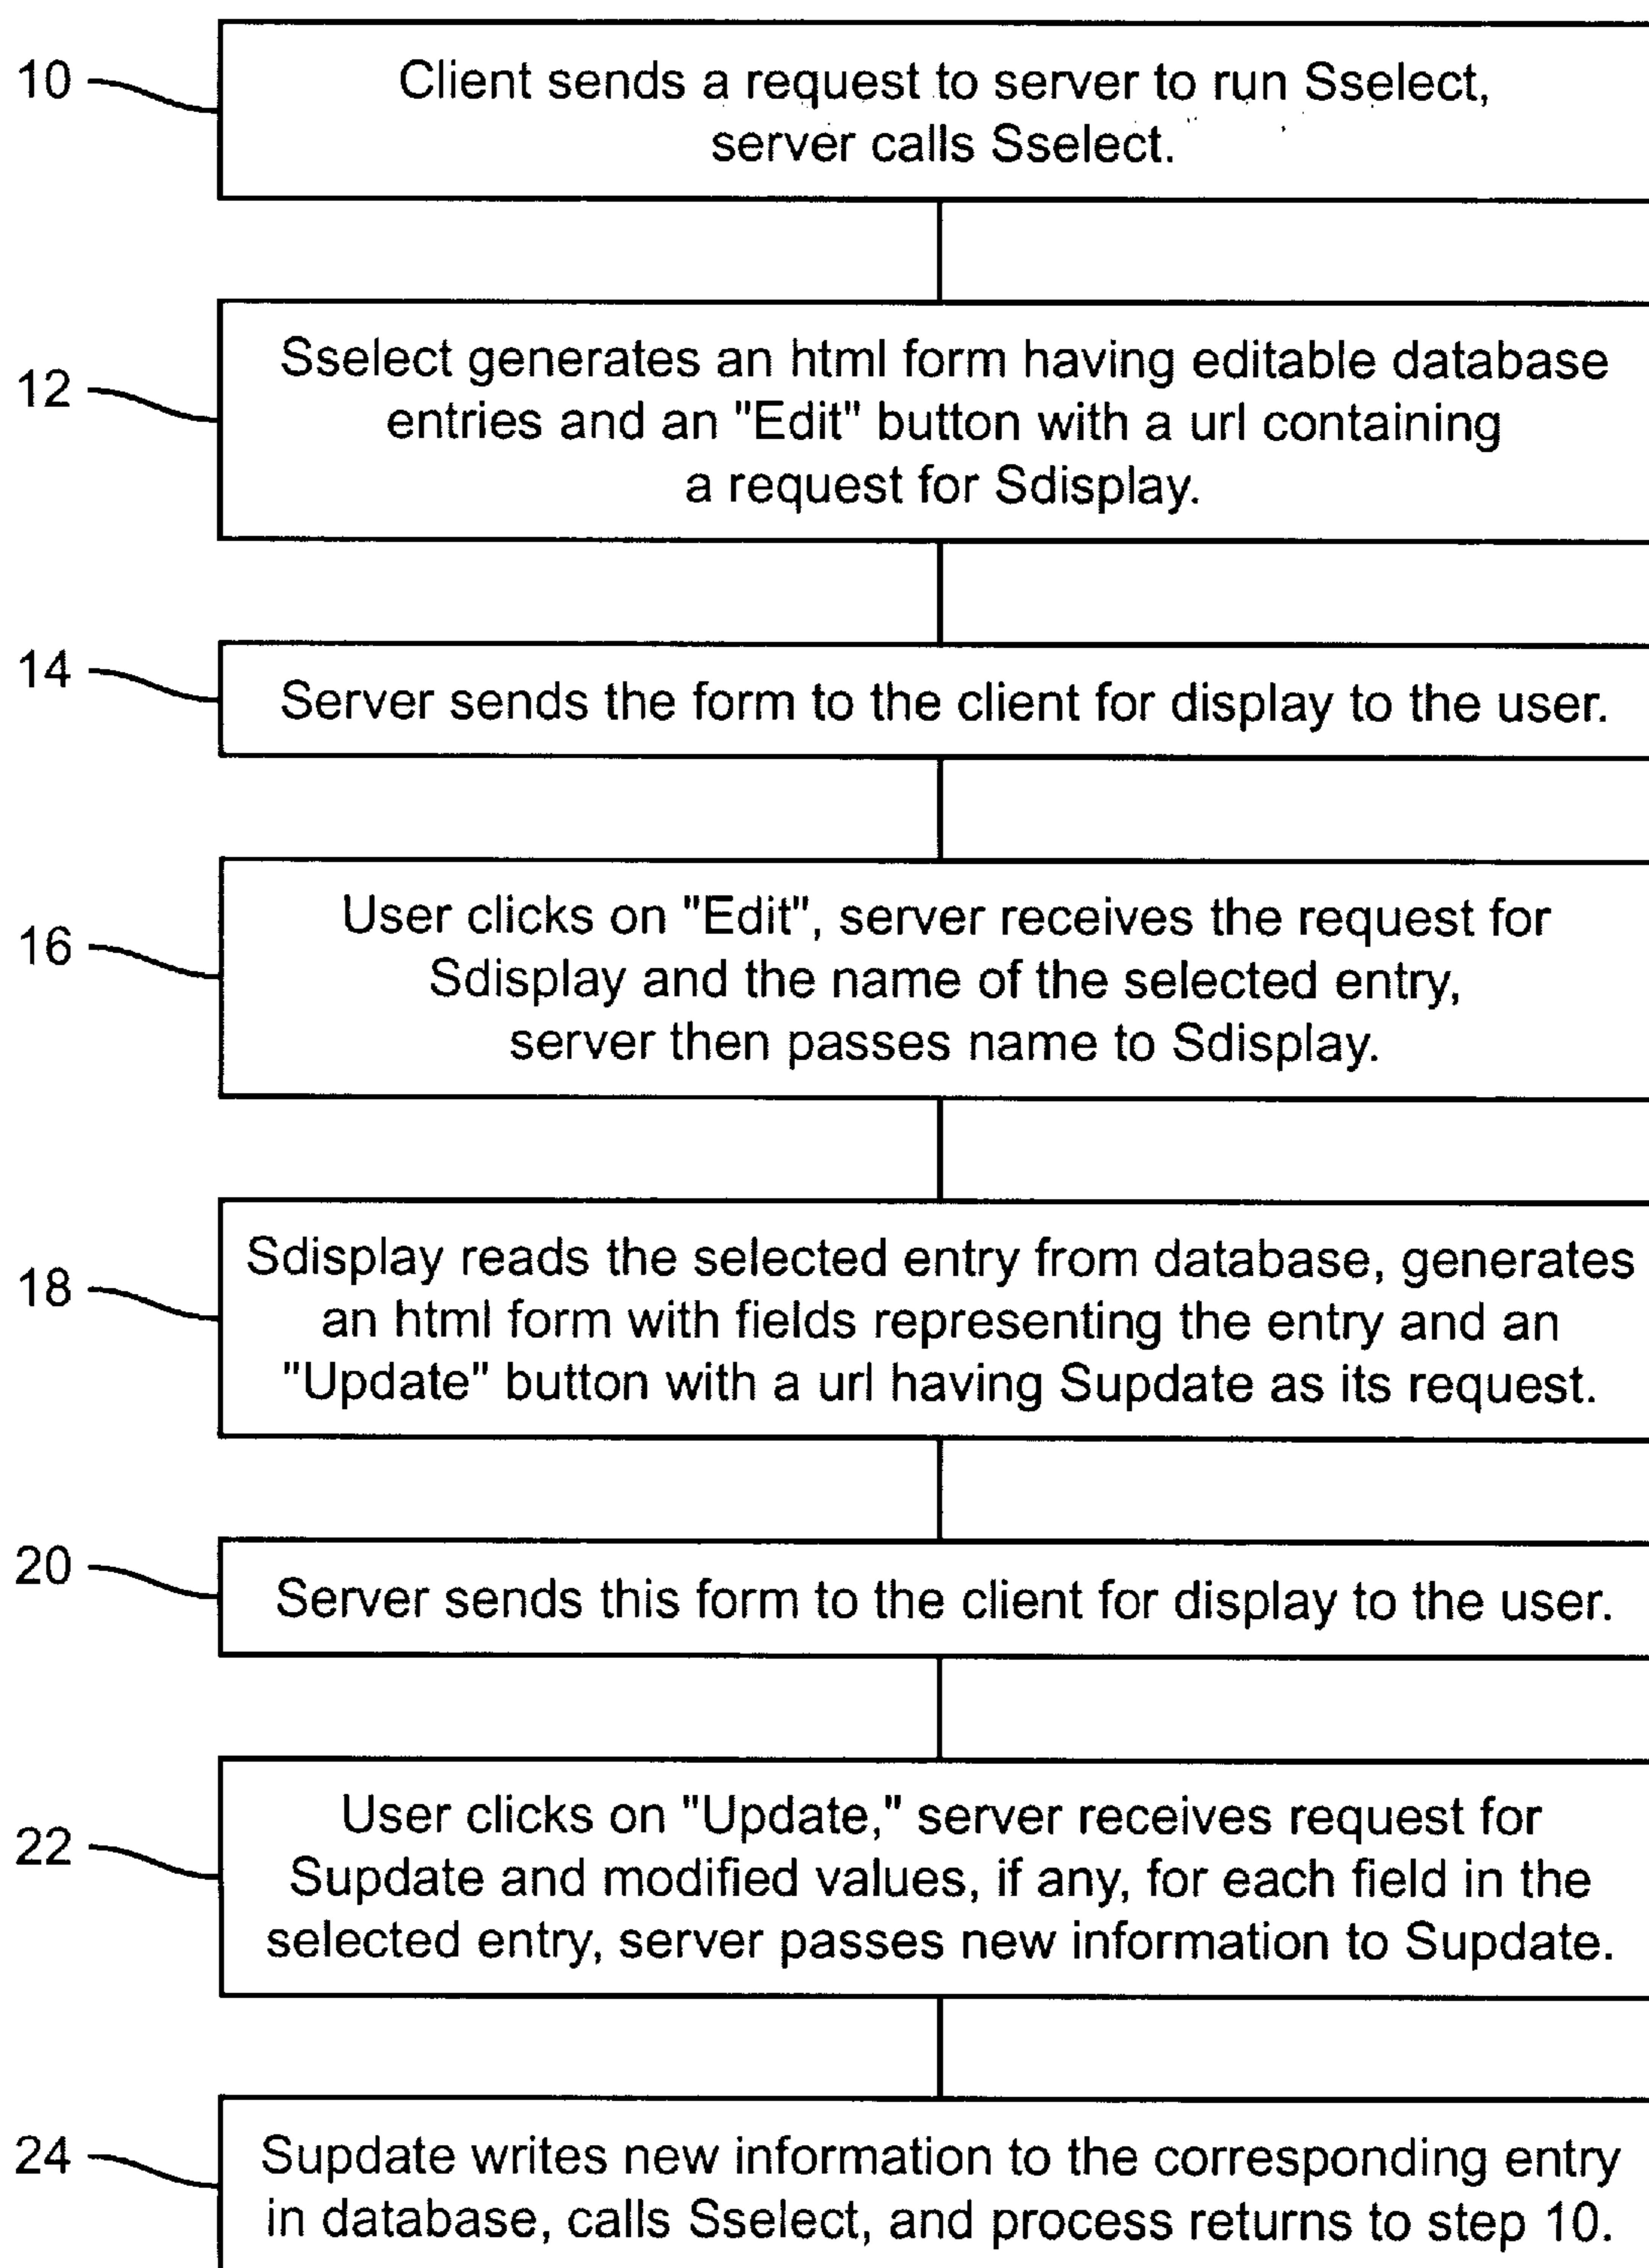 10
Client sends a request to server to run Sselect,
server calls Sselect.
12
Sselect generates an html form having editable database
entries and an "Edit" button with a url containing
a request for Sdisplay.
14
Server sends the form to the client for display to the user.
16
User clicks on "Edit", server receives the request for
Sdisplay and the name of the selected entry,
server then passes name to Sdisplay.
18
Sdisplay reads the selected entry from database, generates
an html form with fields representing the entry and an
"Update" button with a url having Supdate as its request.
20
Server sends this form to the client for display to the user.
22
User clicks on "Update," server receives request for
Supdate and modified values, if any, for each field in the
selected entry, server passes new information to Supdate.
24
Supdate writes new information to the corresponding entry
in database, calls Sselect, and process returns to step 10.